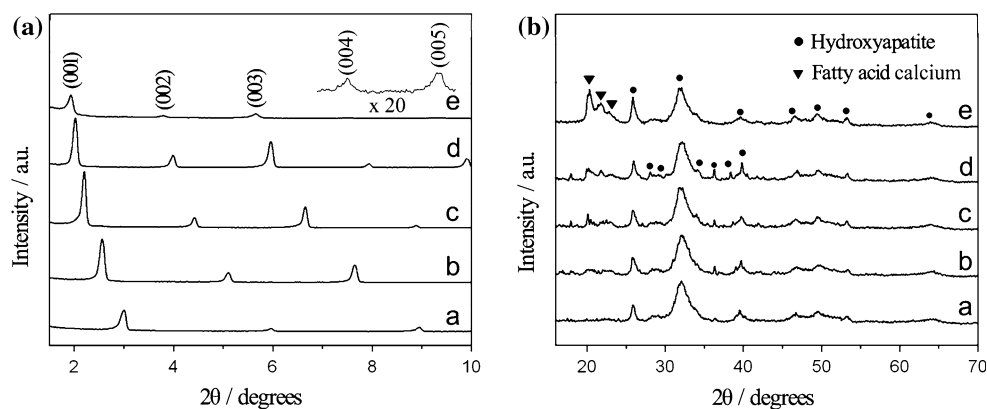 (a)
(001)
(002)
(003)
(004)
(005)
x 20
e
d
c
b
a
Intensity / a.u.
2 4 6 8 10
2θ / degrees
(b)
● Hydroxyapatite
▼ Fatty acid calcium
e
d
c
b
a
Intensity / a.u.
20 30 40 50 60 70
2θ / degrees